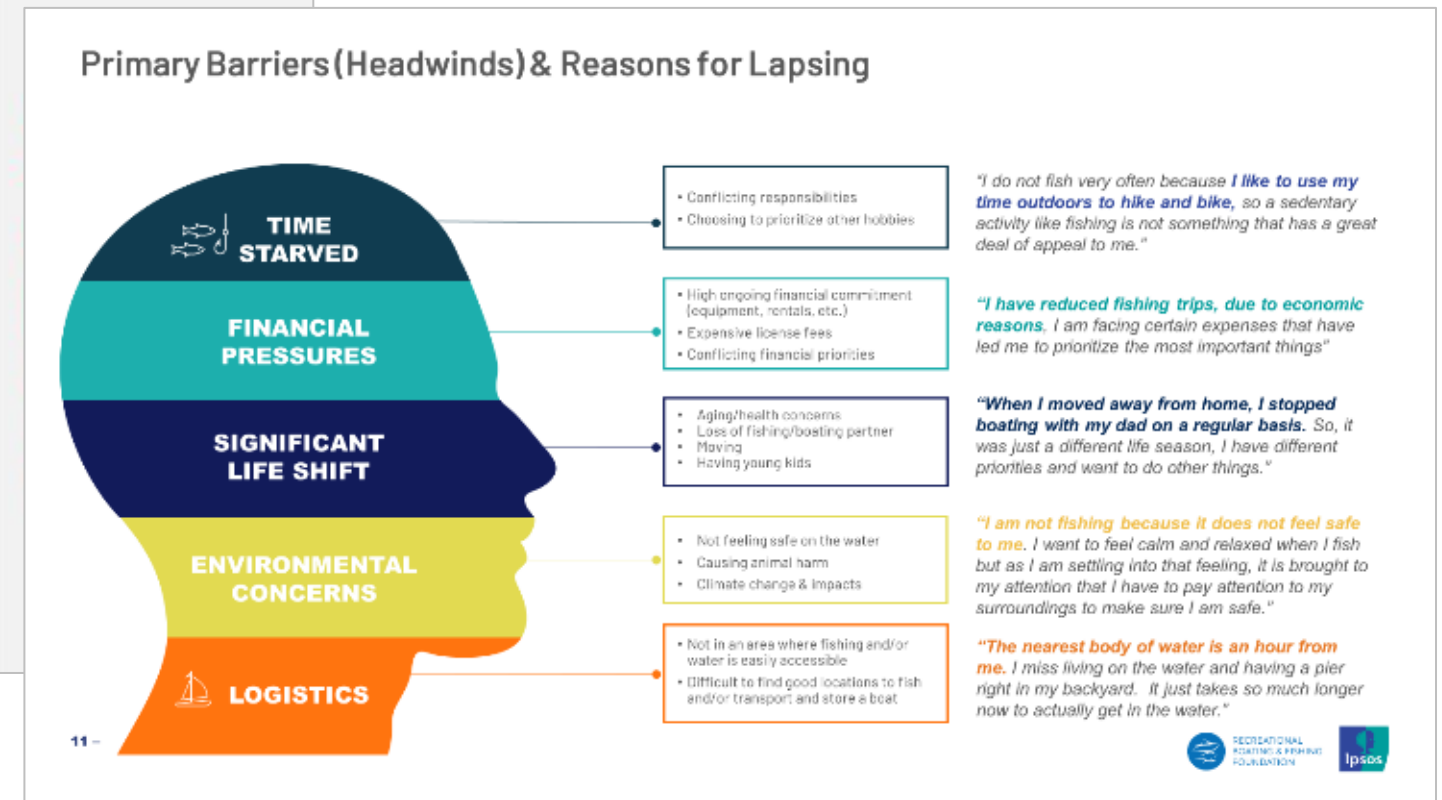 Primary Barriers (Headwinds) & Reasons for Lapsing
TIME
STARVED
• Conflicting responsibilities
• Choosing to prioritize other hobbies
"I do not fish very often because I like to use my
time outdoors to hike and bike, so a sedentary
activity like fishing is not something that has a great
deal of appeal to me."
FINANCIAL
PRESSURES
• High ongoing financial commitment
(equipment, rentals, etc.)
• Expensive license fees
• Conflicting financial priorities
"I have reduced fishing trips, due to economic
reasons. I am facing certain expenses that have
led me to prioritize the most important things"
SIGNIFICANT
LIFE SHIFT
• Aging/health concerns
• Loss of fishing/boating partner
• Moving
• Having young kids
"When I moved away from home, I stopped
boating with my dad on a regular basis. So, it
was just a different life season, I have different
priorities and want to do other things."
ENVIRONMENTAL
CONCERNS
• Not feeling safe on the water
• Causing animal harm
• Climate change & impacts
"I am not fishing because it does not feel safe
to me. I want to feel calm and relaxed when I fish
but as I am settling into that feeling, it is brought to
my attention that I have to pay attention to my
surroundings to make sure I am safe."
LOGISTICS
• Not in an area where fishing and/or
water is easily accessible
• Difficult to find good locations to fish
and/or transport and store a boat
"The nearest body of water is an hour from
me. I miss living on the water and having a pier
right in my backyard. It just takes so much longer
now to actually get in the water."
11 –
RECREATIONAL
BOATING & FISHING
FOUNDATION
Ipsos